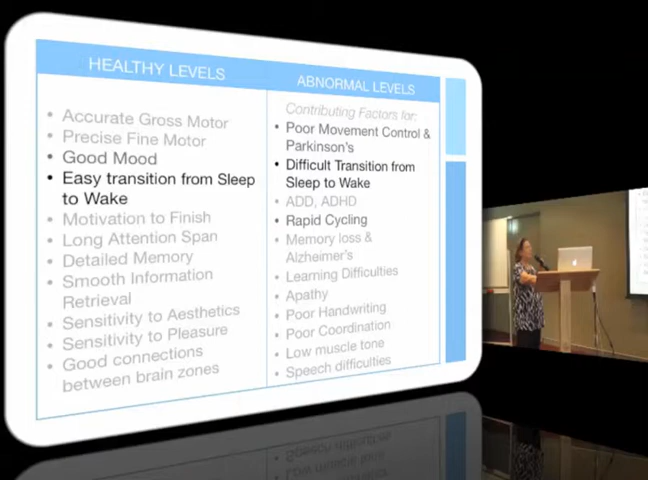 HEALTHY LEVELS
• Accurate Gross Motor
• Precise Fine Motor
• Good Mood
• Easy transition from Sleep
to Wake
• Motivation to Finish
• Long Attention Span
• Detailed Memory
• Smooth Information
Retrieval
• Sensitivity to Aesthetics
• Sensitivity to Pleasure
• Good connections
between brain zones
ABNORMAL LEVELS
Contributing Factors for:
• Poor Movement Control &
Parkinson's
• Difficult Transition from
Sleep to Wake
• ADD, ADHD
• Rapid Cycling
• Memory loss &
Alzheimer's
• Learning Difficulties
• Apathy
• Poor Handwriting
• Poor Coordination
• Low muscle tone
• Speech difficulties